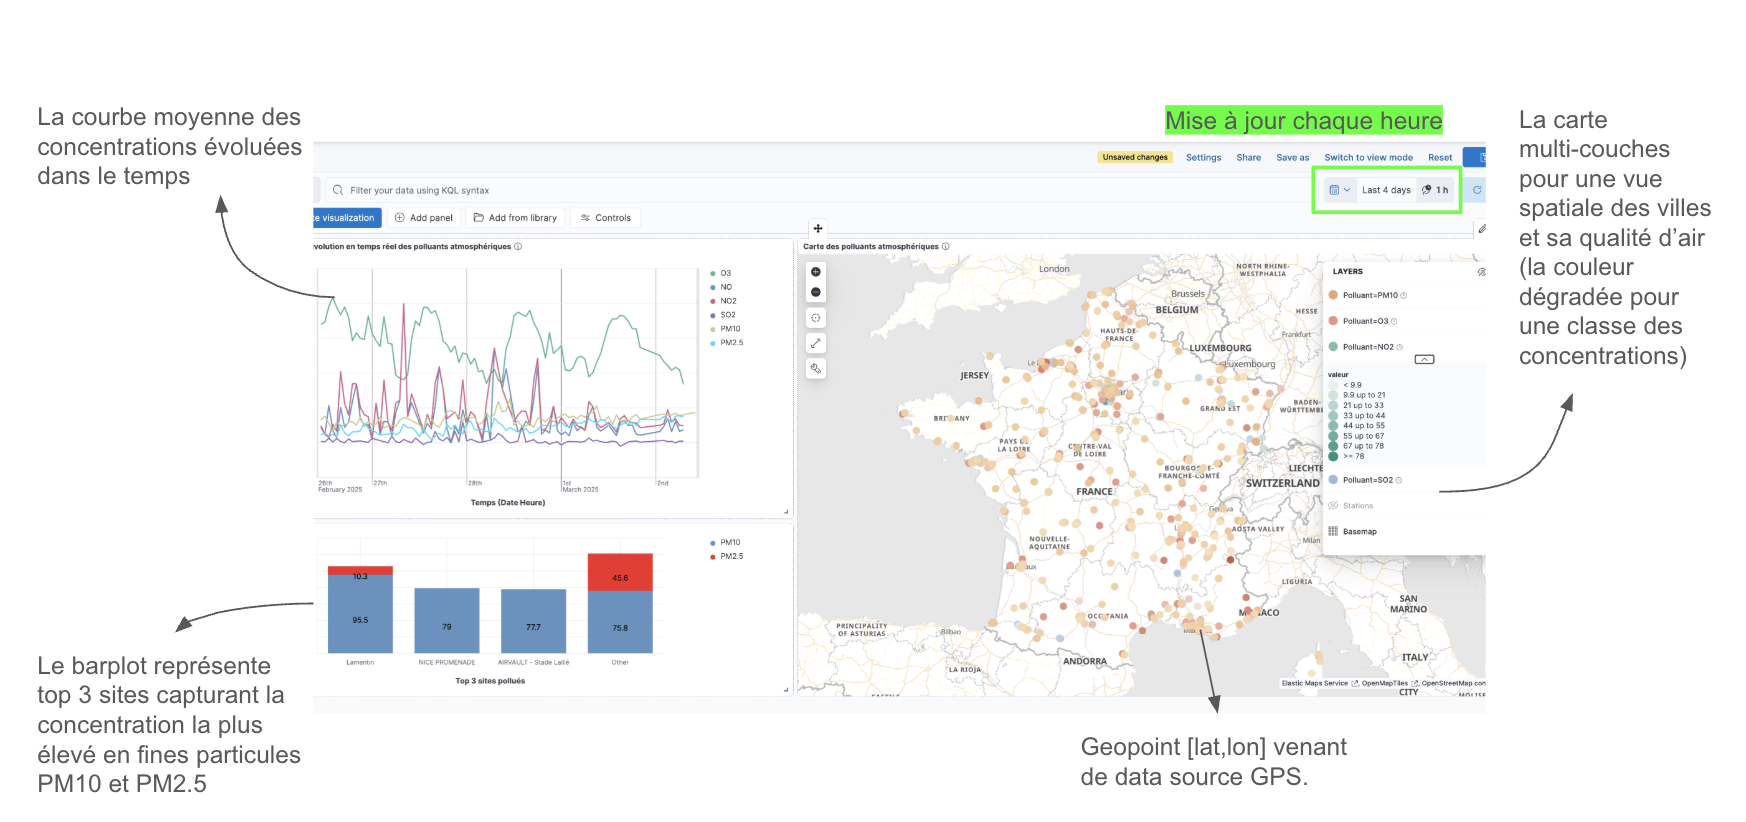 La courbe moyenne des
concentrations évoluées
dans le temps
Mise à jour chaque heure
La carte
multi-couches
pour une vue
spatiale des villes
et sa qualité d'air
(la couleur
dégradée pour
une classe des
concentrations)
Unsaved changes
Settings
Share
Save as
Switch to view mode
Reset
Filter your data using KQL syntax
Last 4 days
1 h
te visualization
Add panel
Add from library
Controls
evolution en temps réel des polluants atmosphériques
O3
NO
NO2
SO2
PM10
PM2.5
26th
February 2025
27th
28th
1st
March 2025
2nd
Temps (Date Heure)
Carte des polluants atmosphériques
London
NORTH RHINE-
WESTPHALIA
Brussels
BELGIUM
HESSE
HAUTS-DE-
FRANCE
Frankfurt
LUXEMBOURG
Luxembourg
JERSEY
BRITTANY
GRAND EST
BADEN-
WÜRTTEMB
PAYS
LA LOIRE
CENTRE-VAL
DE LOIRE
BOURGOGNE-
FRANCHE-COMTÉ
LIECHTE
SWITZERLAND
FRANCE
AOSTA VALLEY
Milan
NOUVELLE-
AQUITAINE
LIGURIA
SAN
MARINO
MONACO
OCCITANIA
PRINCIPALITY
OF ASTURIAS
Bilbao
LA RIOJA
ANDORRA
ITALY
CITY
MOLISE
LAYERS
Polluant=PM10
Polluant=O3
Polluant=NO2
valeur
< 9.9
9.9 up to 21
21 up to 33
33 up to 44
44 up to 55
55 up to 67
67 up to 78
>= 78
Polluant=SO2
Stations
Basemap
Elastic Maps Service , OpenMapTiles , OpenStreetMap con
10.3
95.5
79
77.7
45.6
75.8
PM10
PM2.5
Lamentin
NICE PROMENADE
AIRVAULT - Stade Lailié
Other
Top 3 sites pollués
Le barplot représente
top 3 sites capturant la
concentration la plus
élevé en fines particules
PM10 et PM2.5
Geopoint [lat,lon] venant
de data source GPS.